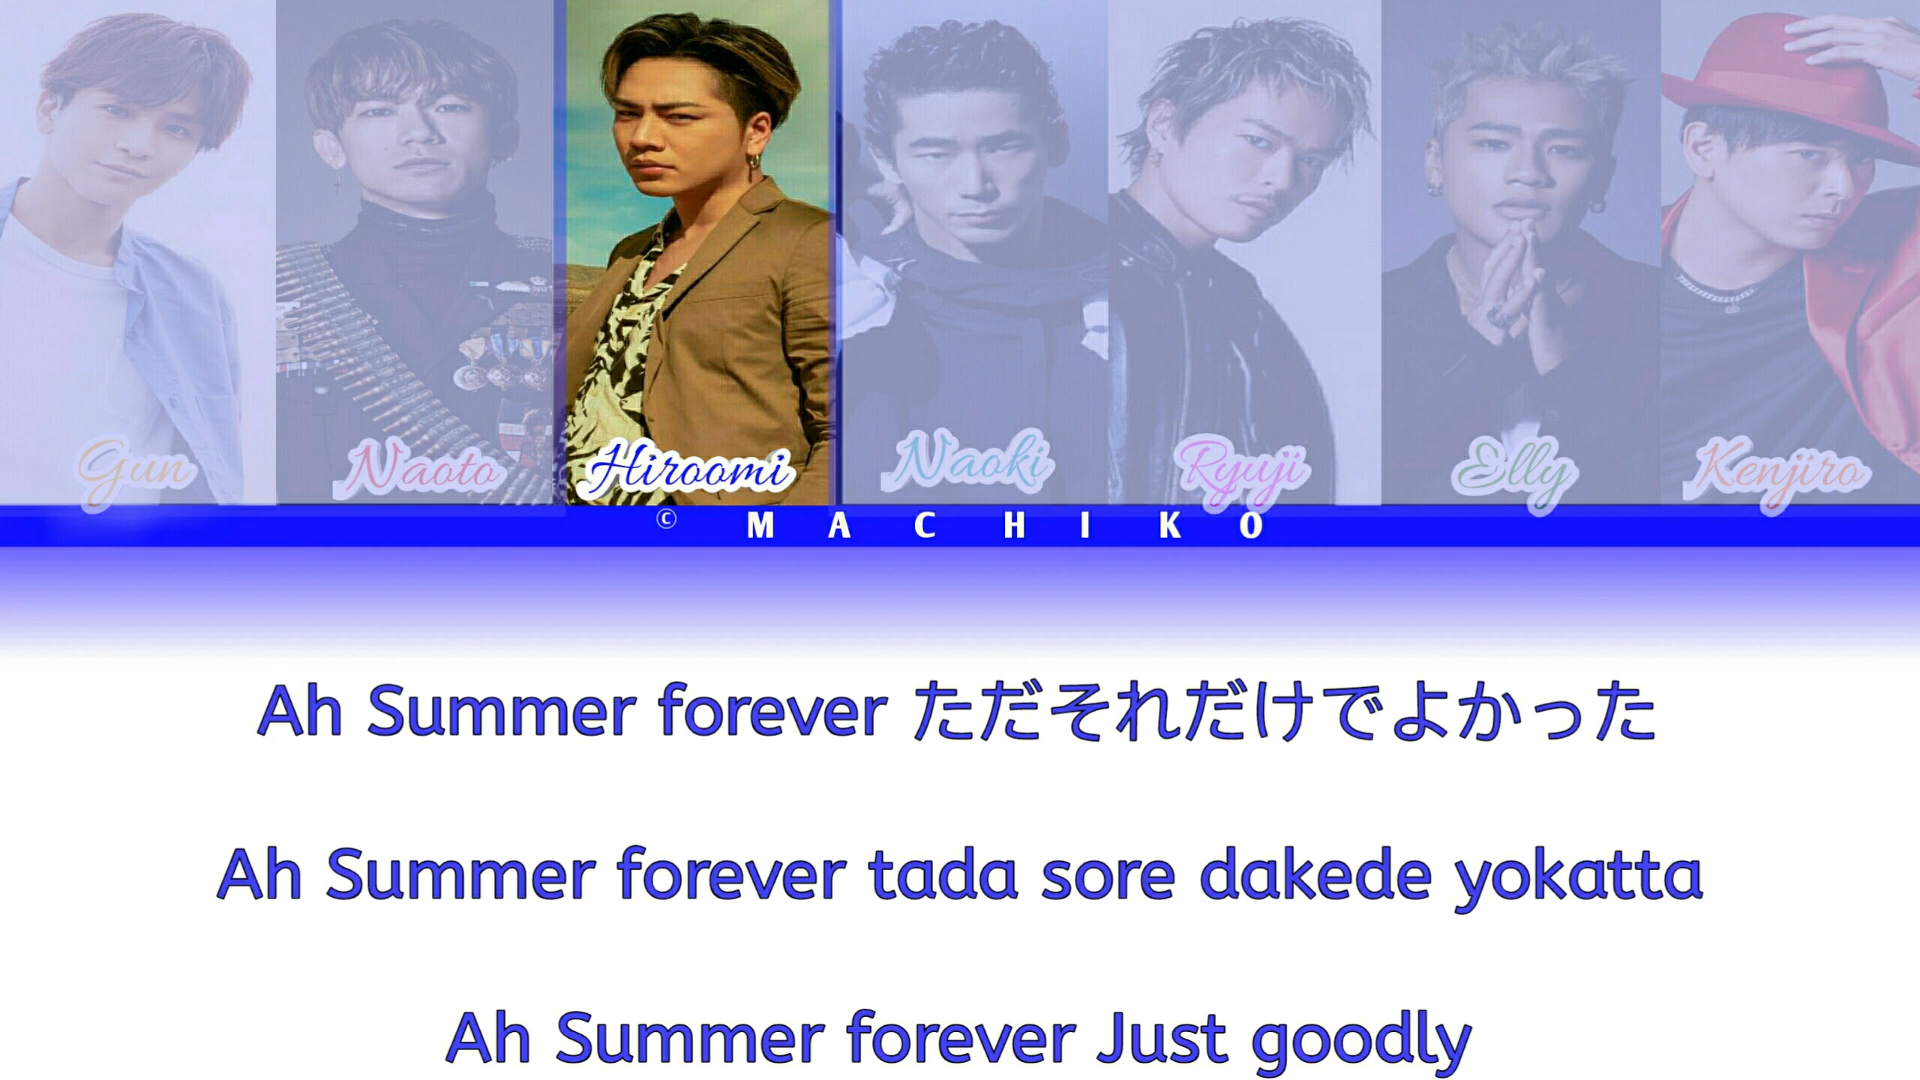 Gun Naoto Hiroomi Naoki Ryuji Elly Kenjiro
© MACHIKO
Ah Summer forever ただそれだけでよかった
Ah Summer forever tada sore dakede yokatta
Ah Summer forever Just goodly